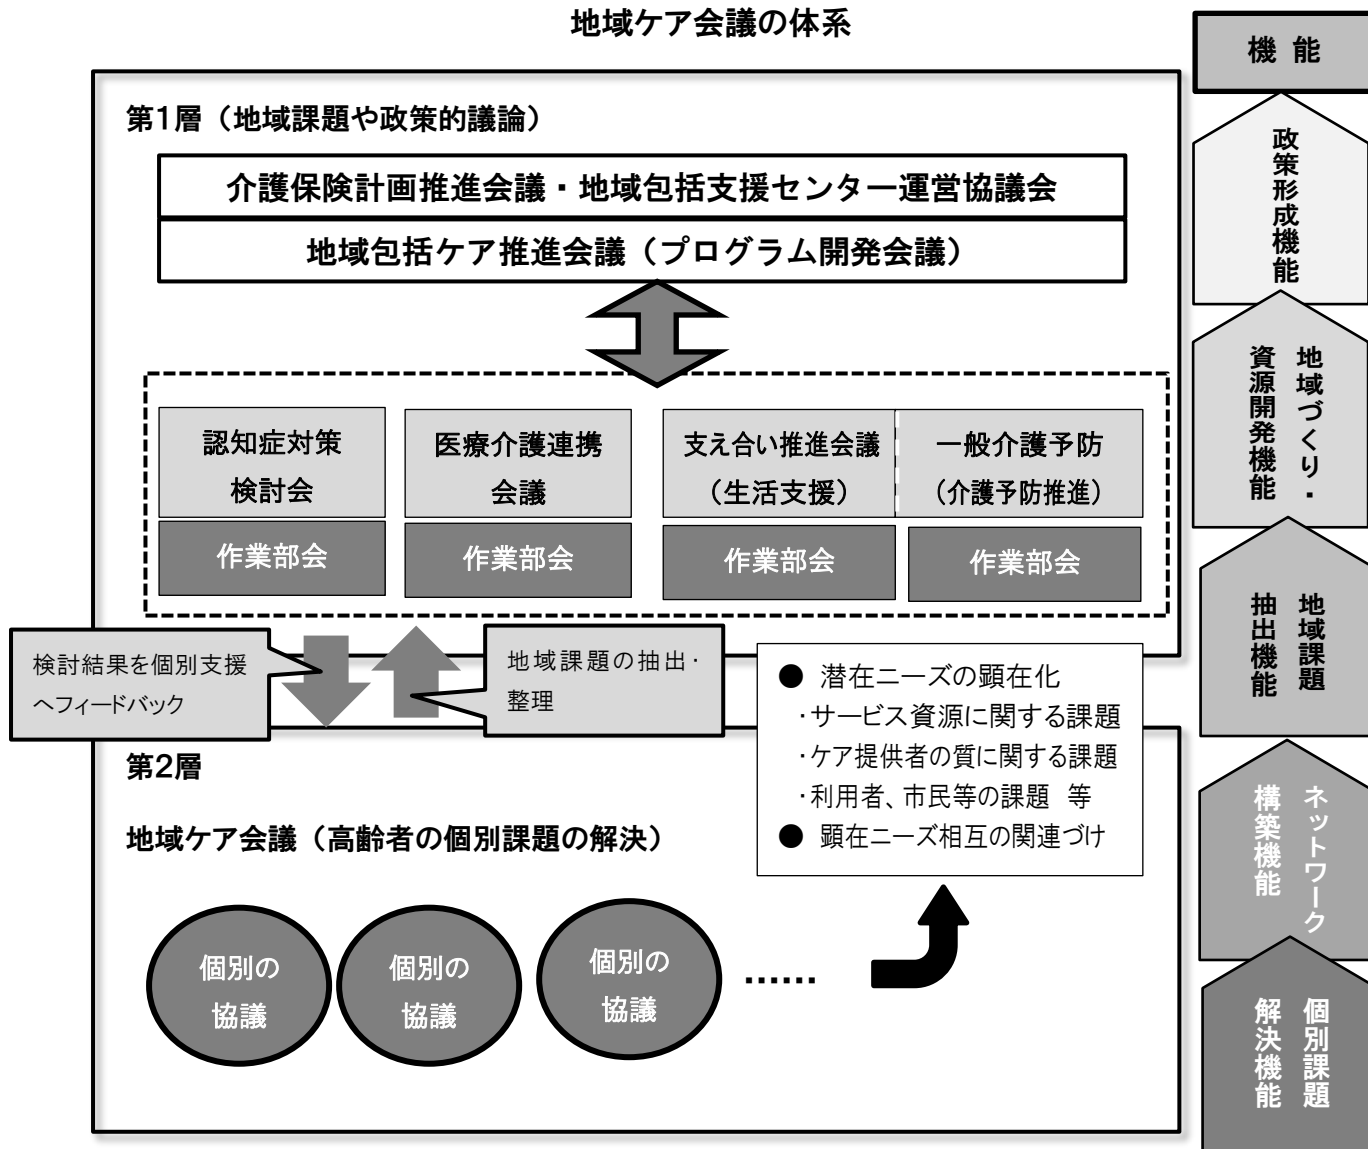 地域ケア会議の体系
機 能
第1層（地域課題や政策的議論）
介護保険計画推進会議・地域包括支援センター運営協議会
地域包括ケア推進会議（プログラム開発会議）
認知症対策
検討会
作業部会
医療介護連携
会議
作業部会
支え合い推進会議
（生活支援）
作業部会
一般介護予防
（介護予防推進）
作業部会
検討結果を個別支援
へフィードバック
地域課題の抽出・
整理
● 潜在ニーズの顕在化
・サービス資源に関する課題
・ケア提供者の質に関する課題
・利用者、市民等の課題 等
● 顕在ニーズ相互の関連づけ
第2層
地域ケア会議（高齢者の個別課題の解決）
個別の
協議
個別の
協議
個別の
協議
……
政策形成機能
地域づくり・
資源開発機能
地域課題
抽出機能
ネットワーク
構築機能
個別課題
解決機能